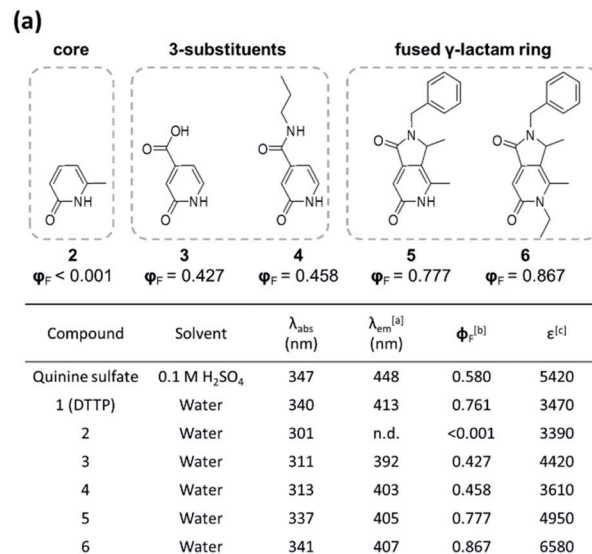 (a)
core 3-substituents fused γ-lactam ring
O NH
2
φF < 0.001
OH O O NH
3
φF = 0.427
HN O O NH
4
φF = 0.458
O N O NH
5
φF = 0.777
O N O N
6
φF = 0.867
Compound Solvent λabs (nm) λem[a] (nm) ϕF[b] ε[c]
Quinine sulfate 0.1 M H2SO4 347 448 0.580 5420
1 (DTTP) Water 340 413 0.761 3470
2 Water 301 n.d. <0.001 3390
3 Water 311 392 0.427 4420
4 Water 313 403 0.458 3610
5 Water 337 405 0.777 4950
6 Water 341 407 0.867 6580